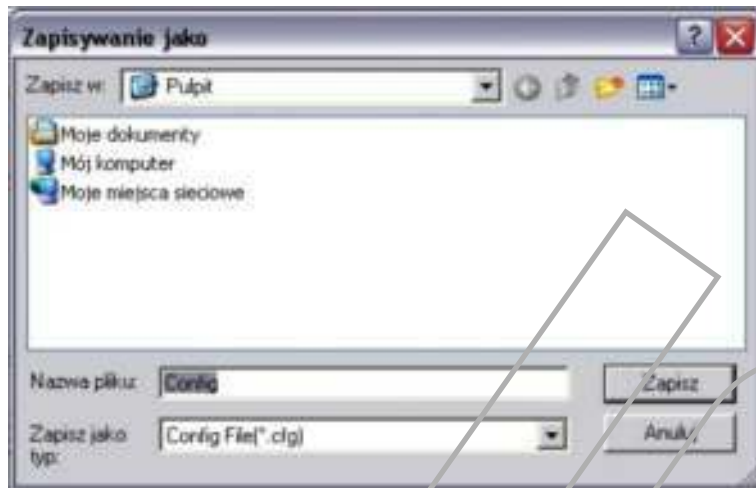 Zapisywanie jako
Zapisz w: Pulpit
Moje dokumenty
Mój komputer
Moje miejsca sieciowe
Nazwa pliku: Config
Zapisz
Zapisz jako typ: Config File(*.cfg)
Anuluj